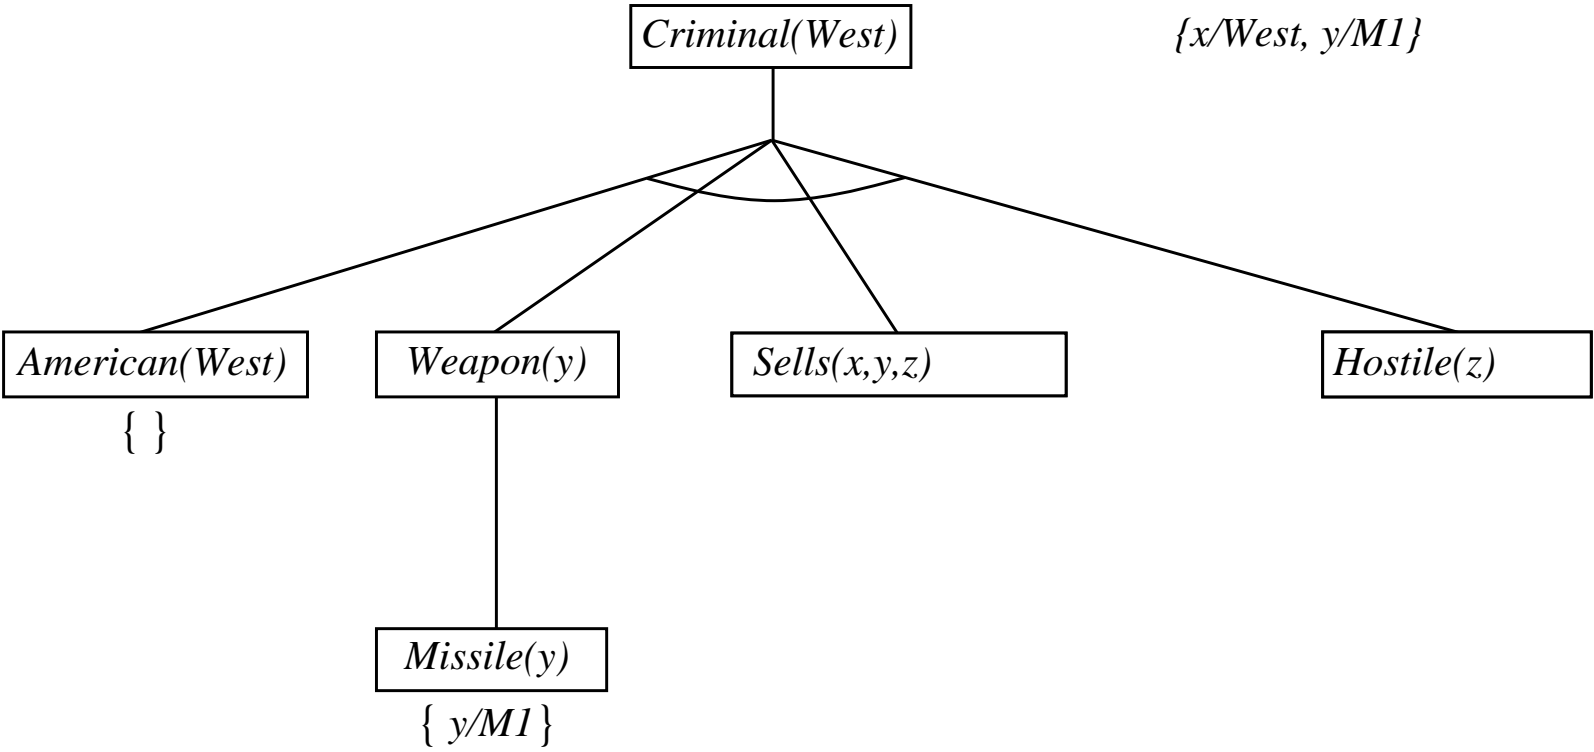 Criminal(West)
{x/West, y/M1}
American(West)
Weapon(y)
Sells(x,y,z)
Hostile(z)
{ }
Missile(y)
{ y/M1 }